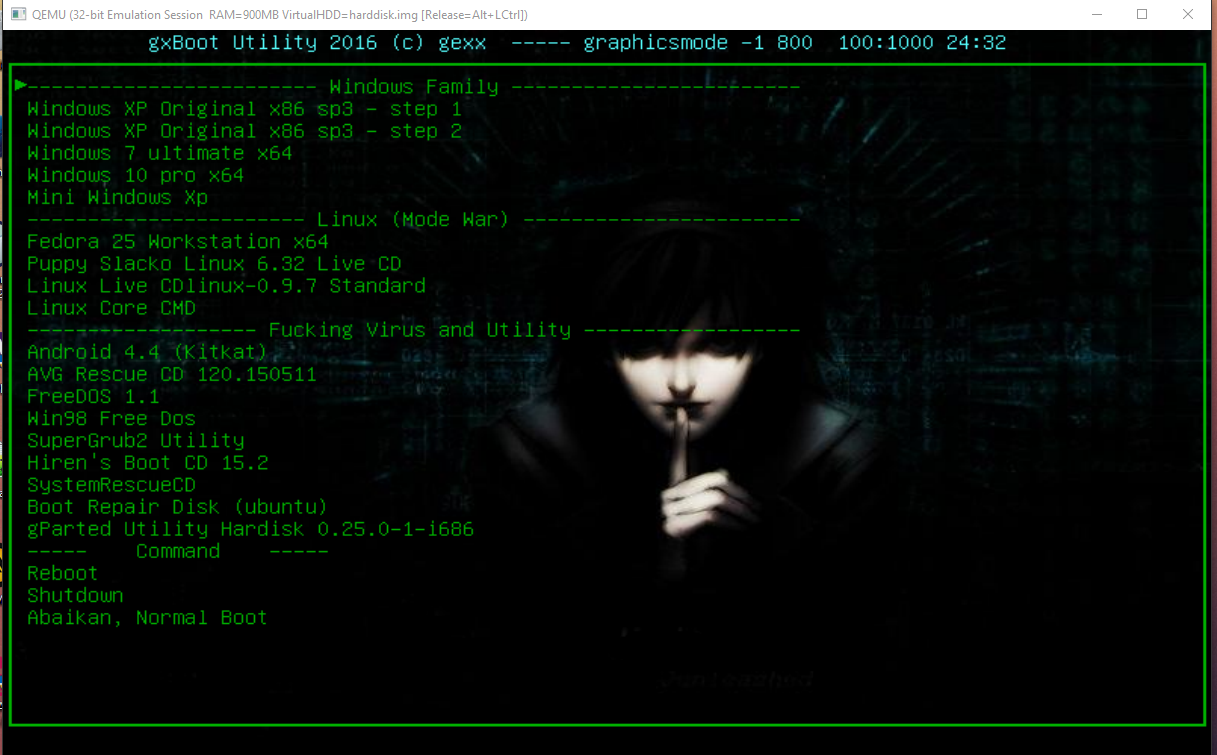 QEMU (32-bit Emulation Session  RAM=900MB VirtualHDD=harddisk.img [Release=Alt+LCtrl])
gxBoot Utility 2016 (c) gexx  ----- graphicsmode -1 800  100:1000 24:32
------------------------ Windows Family ------------------------
Windows XP Original x86 sp3 - step 1
Windows XP Original x86 sp3 - step 2
Windows 7 ultimate x64
Windows 10 pro x64
Mini Windows Xp
----------------------- Linux (Mode War) -----------------------
Fedora 25 Workstation x64
Puppy Slacko Linux 6.32 Live CD
Linux Live CDlinux-0.9.7 Standard
Linux Core CMD
------------------- Fucking Virus and Utility ------------------
Android 4.4 (Kitkat)
AVG Rescue CD 120.150511
FreeDOS 1.1
Win98 Free Dos
SuperGrub2 Utility
Hiren's Boot CD 15.2
SystemRescueCD
Boot Repair Disk (ubuntu)
gParted Utility Hardisk 0.25.0-1-i686
-----    Command    -----
Reboot
Shutdown
Abaikan, Normal Boot